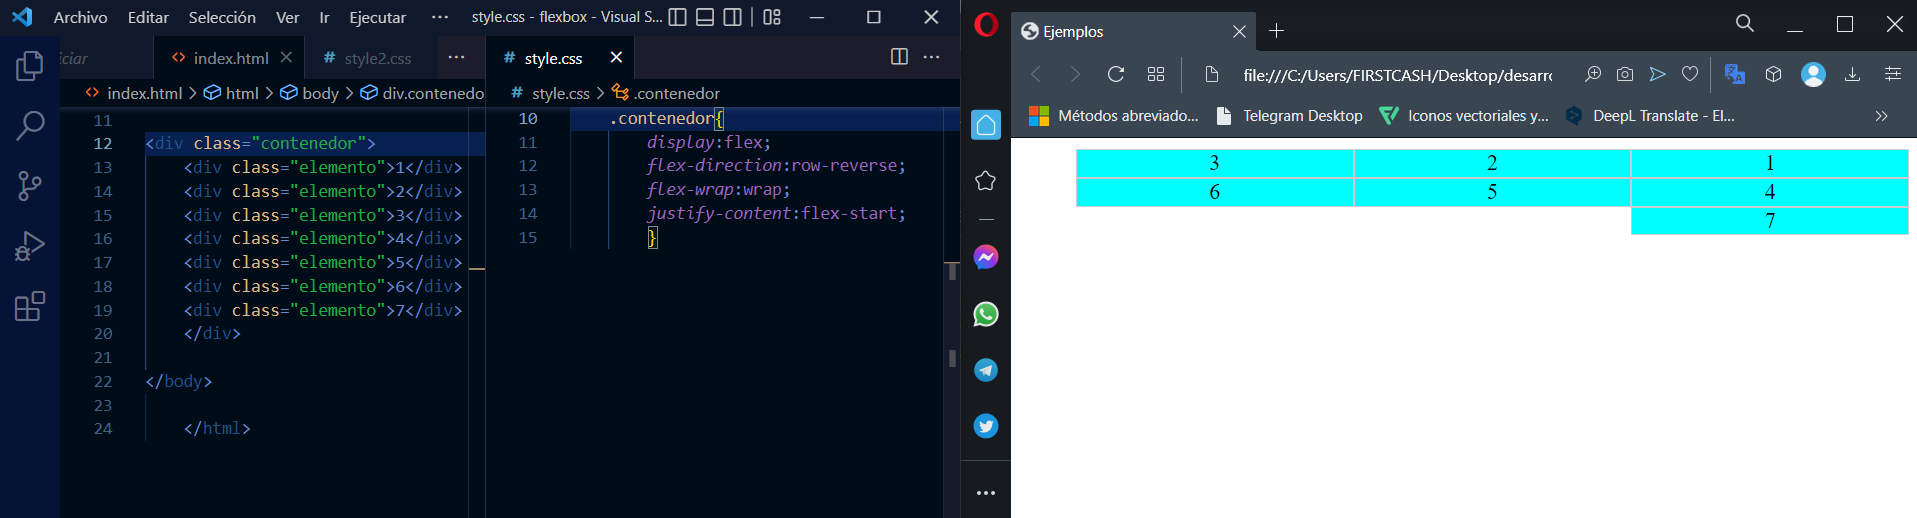 Archivo Editar Selección Ver Ir Ejecutar ··· style.css - flexbox - Visual S...
ciar index.html style2.css ···
index.html > html > body > div.contenedo
11
12 <div class="contenedor">
13 <div class="elemento">1</div>
14 <div class="elemento">2</div>
15 <div class="elemento">3</div>
16 <div class="elemento">4</div>
17 <div class="elemento">5</div>
18 <div class="elemento">6</div>
19 <div class="elemento">7</div>
20 </div>
21
22 </body>
23
24 </html>
# style.css ···
# style.css > .contenedor
10 .contenedor{
11 display:flex;
12 flex-direction:row-reverse;
13 flex-wrap:wrap;
14 justify-content:flex-start;
15 }
Ejemplos
file:///C:/Users/FIRSTCASH/Desktop/desarro
Métodos abreviado... Telegram Desktop Iconos vectoriales y... DeepL Translate - El... »
3 2 1
6 5 4
7